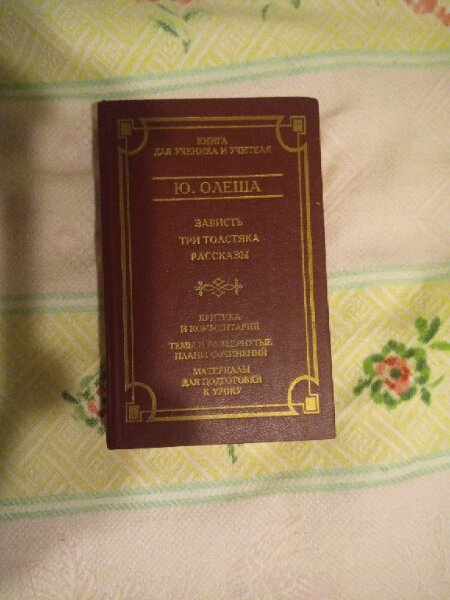 КНИГА
ДЛЯ УЧЕНИКА И УЧИТЕЛЯ
Ю. ОЛЕША
ЗАВИСТЬ
ТРИ ТОЛСТЯКА
РАССКАЗЫ
КРИТИКА
И КОММЕНТАРИИ
ТЕМЫ И РАЗВЕРНУТЫЕ
ПЛАНЫ СОЧИНЕНИЙ
МАТЕРИАЛЫ
ДЛЯ ПОДГОТОВКИ
К УРОКУ